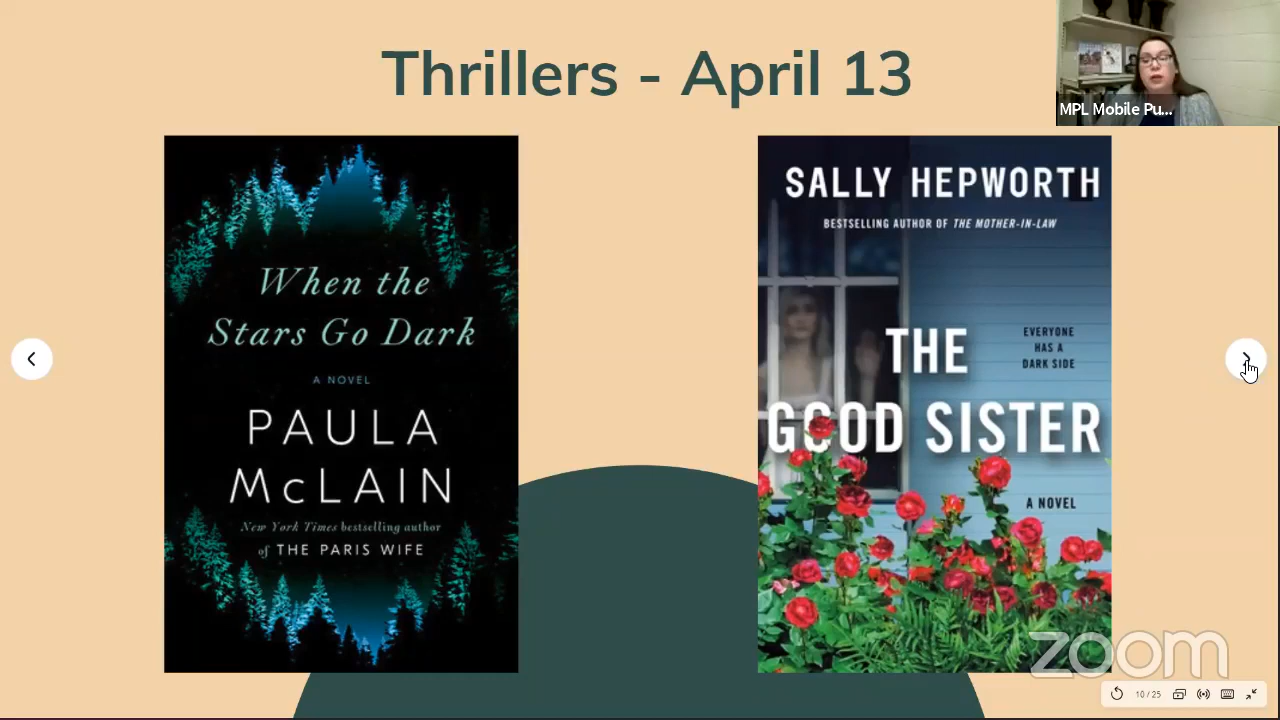 Thrillers - April 13
MPL Mobile Pu...
When the
Stars Go Dark
A NOVEL
PAULA
McLAIN
New York Times bestselling author
of THE PARIS WIFE
SALLY HEPWORTH
BESTSELLING AUTHOR OF THE MOTHER-IN-LAW
EVERYONE
HAS A
DARK SIDE
THE
GOOD SISTER
A NOVEL
zoom
10 / 25